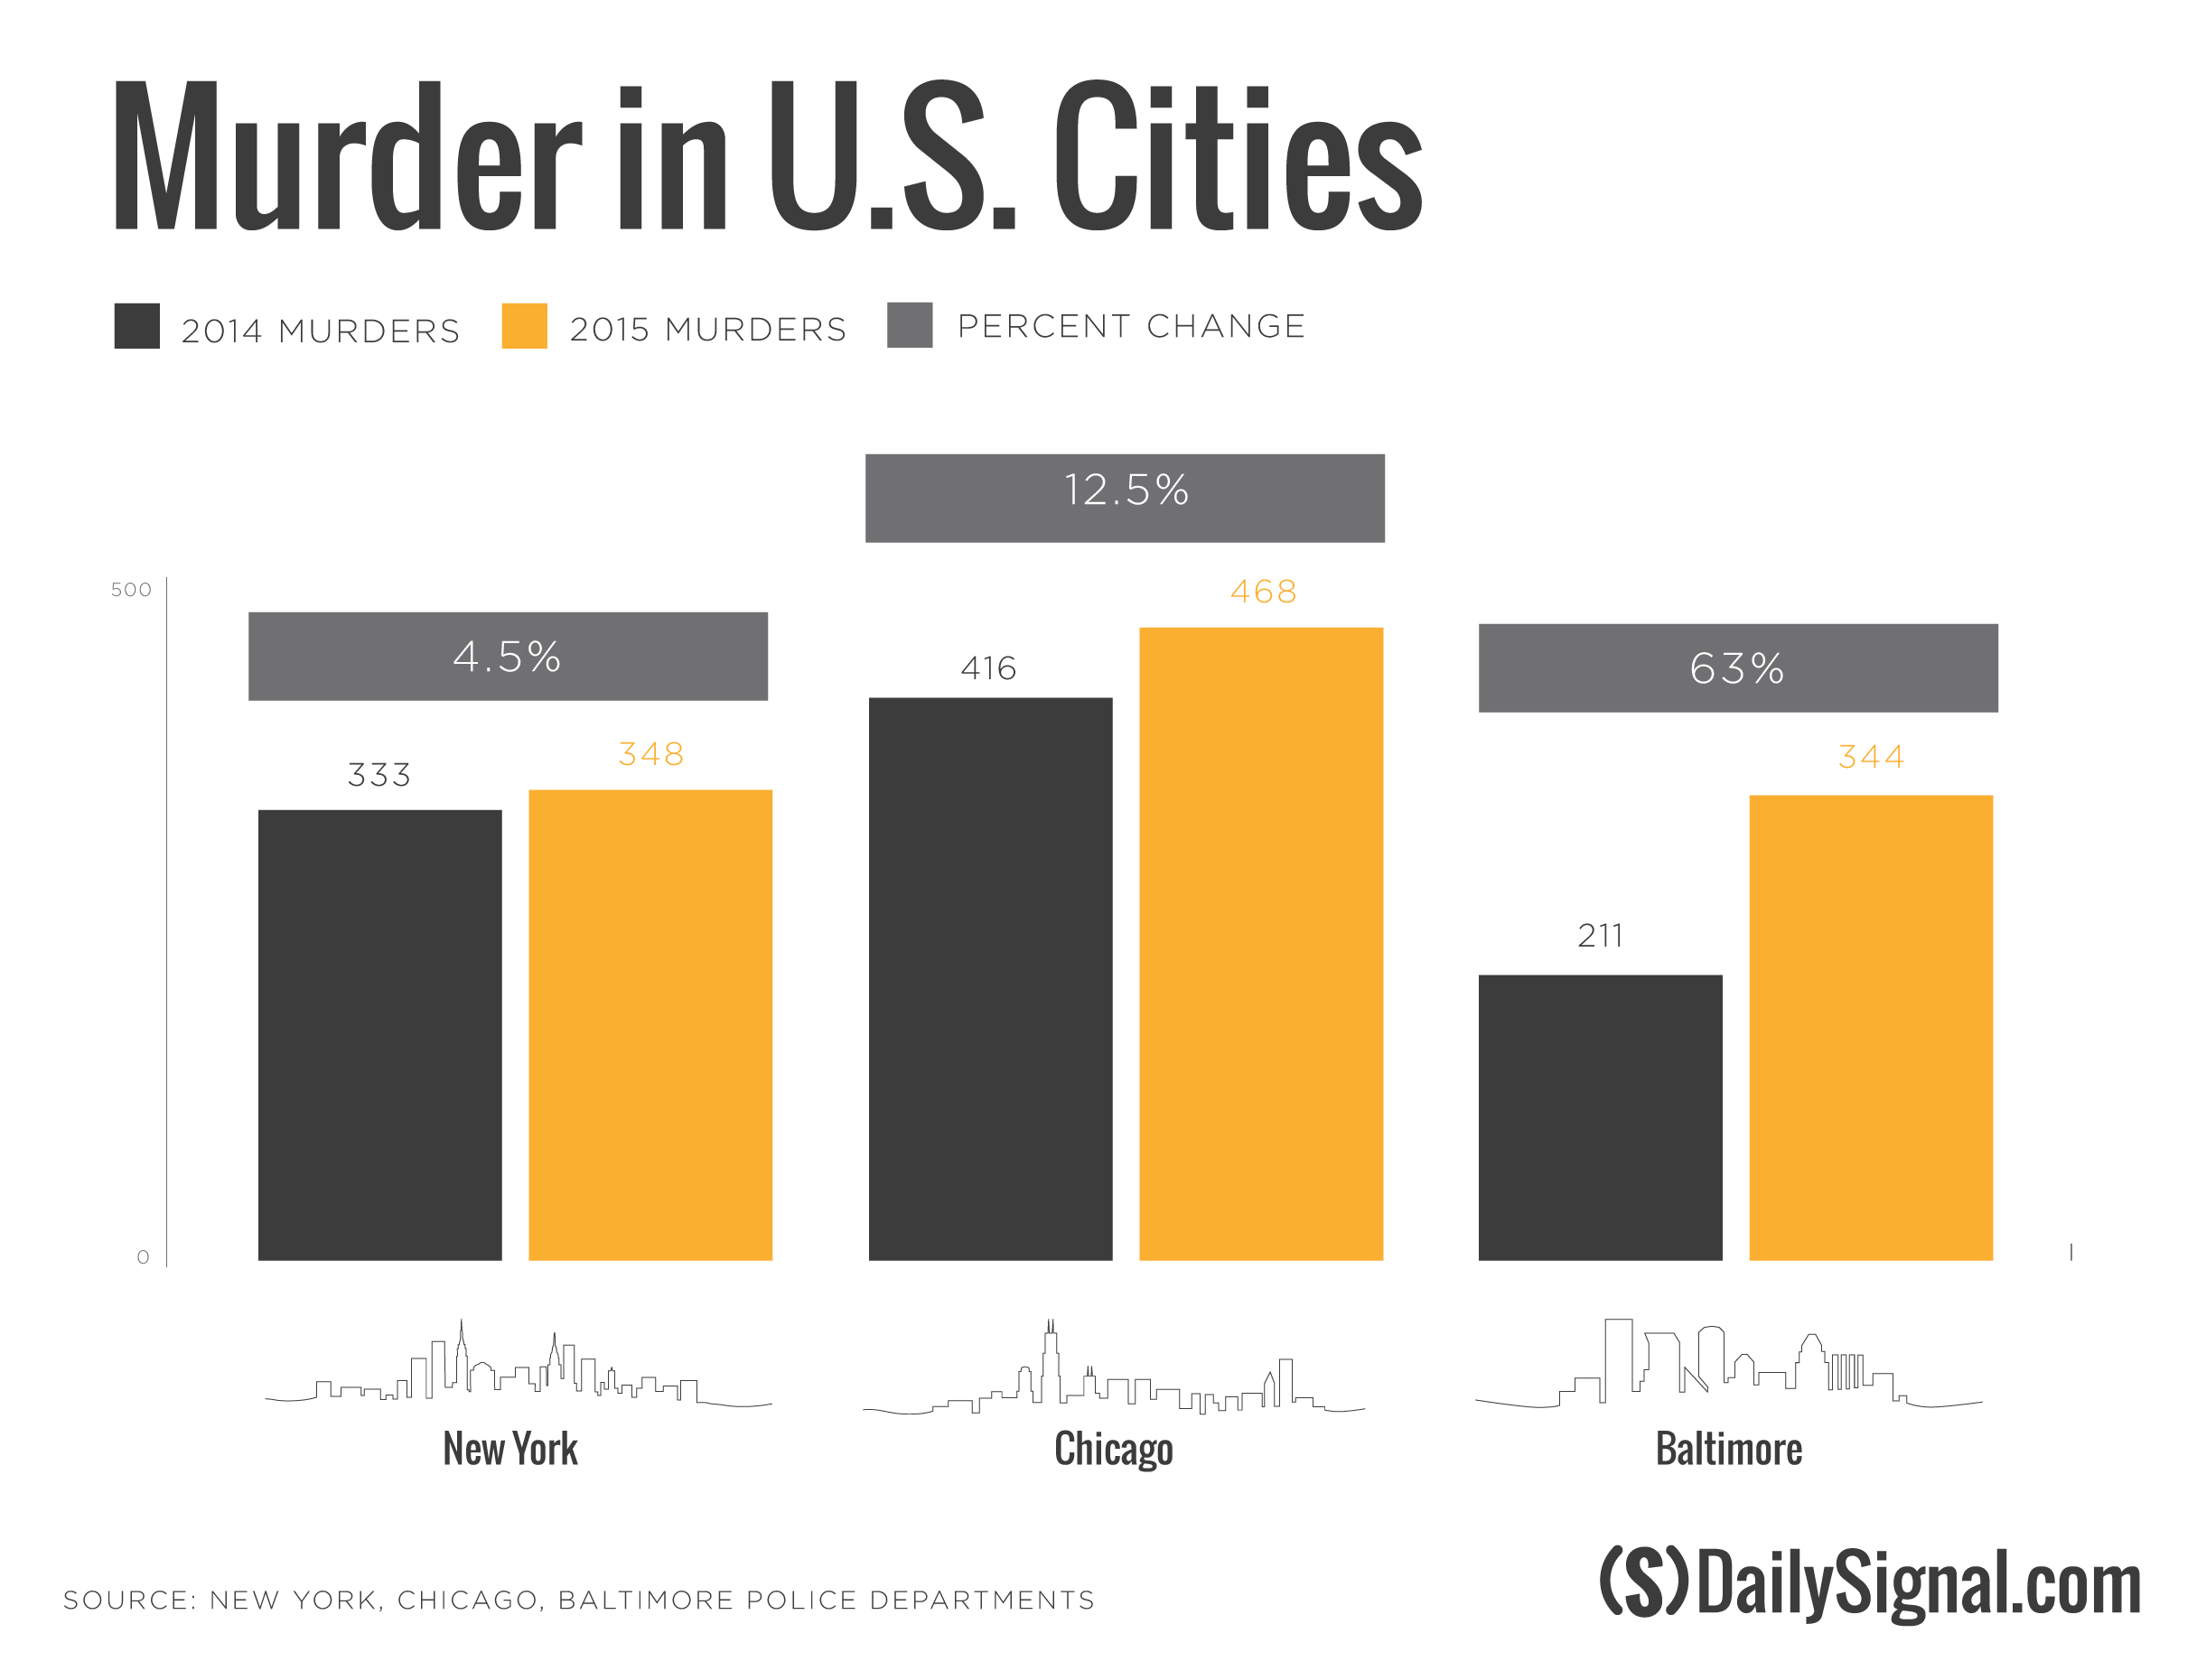 Murder in U.S. Cities
2014 MURDERS 2015 MURDERS PERCENT CHANGE
12.5%
500
4.5%
468
63%
416
333
348
344
211
0
New York
Chicago
Baltimore
SOURCE: NEW YORK, CHICAGO, BALTIMORE POLICE DEPARTMENTS
(S) DailySignal.com